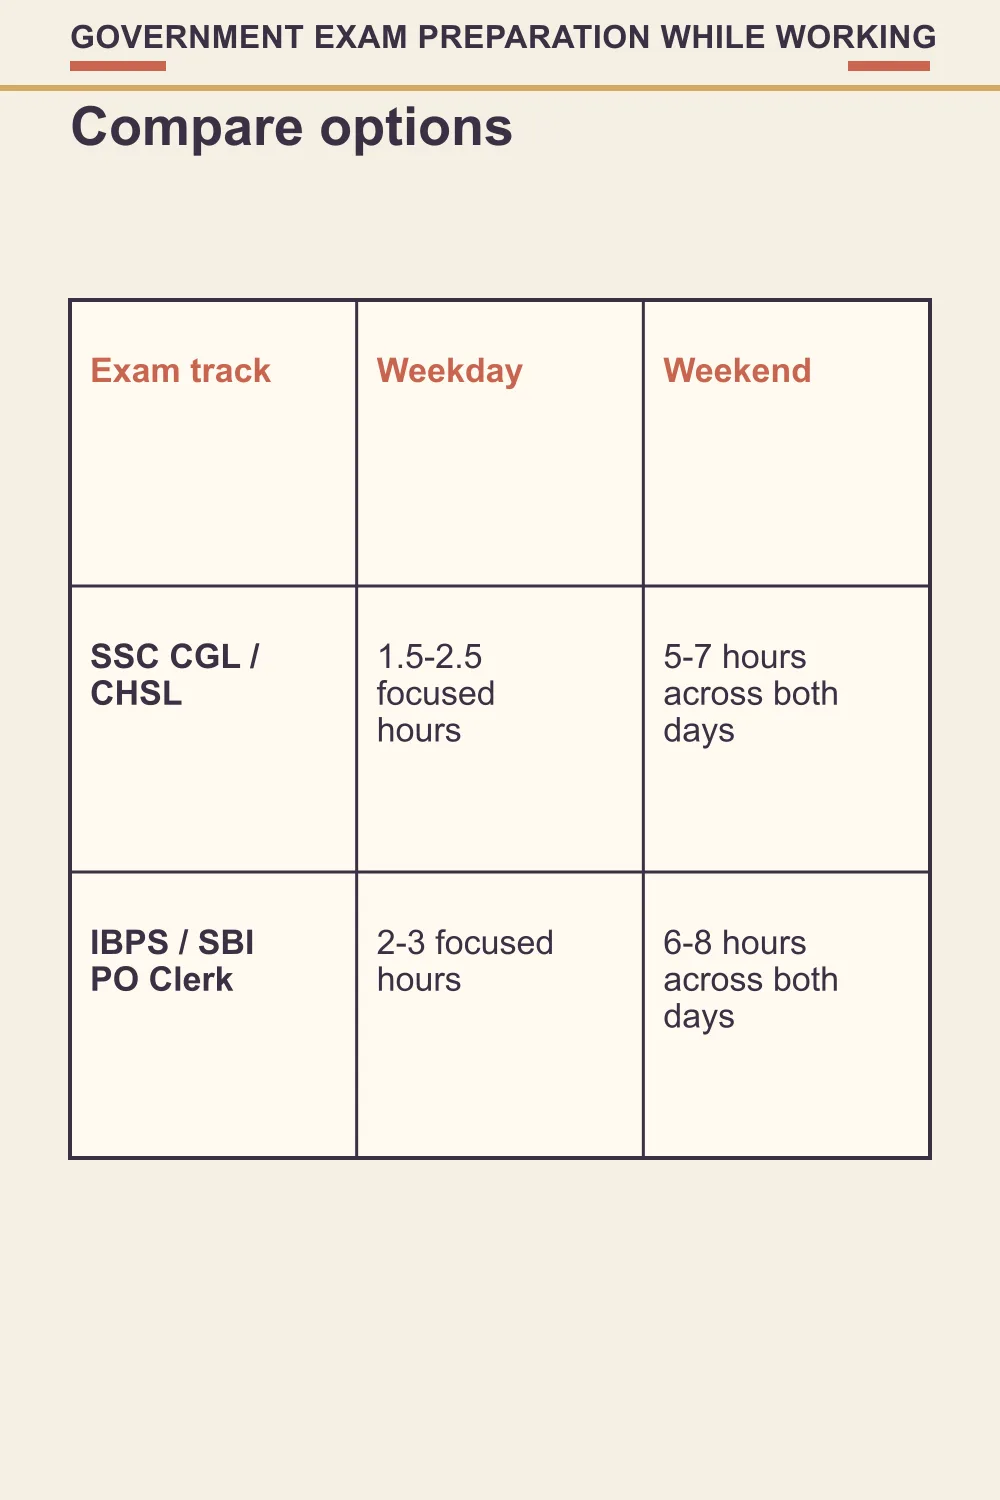 GOVERNMENT EXAM PREPARATION WHILE WORKING
Compare options
Exam track
Weekday
Weekend
SSC CGL /
CHSL
1.5-2.5
focused
hours
5-7 hours
across both
days
IBPS / SBI
PO Clerk
2-3 focused
hours
6-8 hours
across both
days